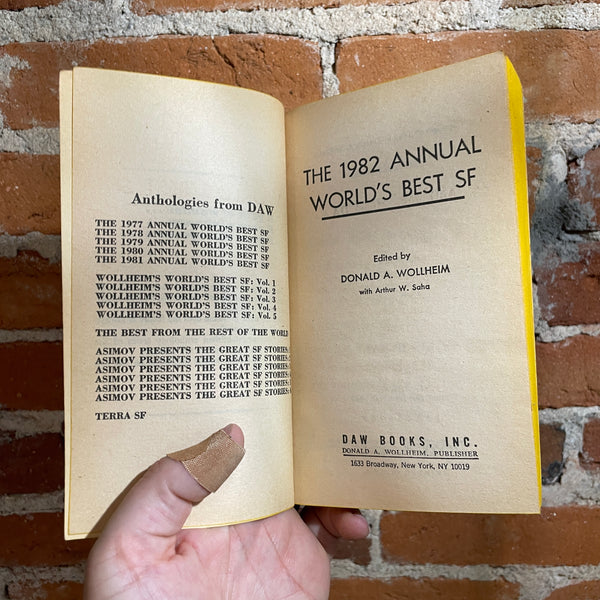 Anthologies from DAW
THE 1977 ANNUAL WORLD'S BEST SF
THE 1978 ANNUAL WORLD'S BEST SF
THE 1979 ANNUAL WORLD'S BEST SF
THE 1980 ANNUAL WORLD'S BEST SF
THE 1981 ANNUAL WORLD'S BEST SF
WOLLHEIM'S WORLD'S BEST SF: Vol. 1
WOLLHEIM'S WORLD'S BEST SF: Vol. 2
WOLLHEIM'S WORLD'S BEST SF: Vol. 3
WOLLHEIM'S WORLD'S BEST SF: Vol. 4
WOLLHEIM'S WORLD'S BEST SF: Vol. 5
THE BEST FROM THE REST OF THE WORLD
ASIMOV PRESENTS THE GREAT SF STORIES:
ASIMOV PRESENTS THE GREAT SF STORIES:
ASIMOV PRESENTS THE GREAT SF STORIES:
ASIMOV PRESENTS THE GREAT SF STORIES:
ASIMOV PRESENTS THE GREAT SF STORIES:
ASIMOV PRESENTS THE GREAT SF STORIES:
TERRA SF
THE 1982 ANNUAL
WORLD'S BEST SF
Edited by
DONALD A. WOLLHEIM
with Arthur W. Saha
DAW BOOKS, INC.
DONALD A. WOLLHEIM, PUBLISHER
1633 Broadway, New York, NY 10019